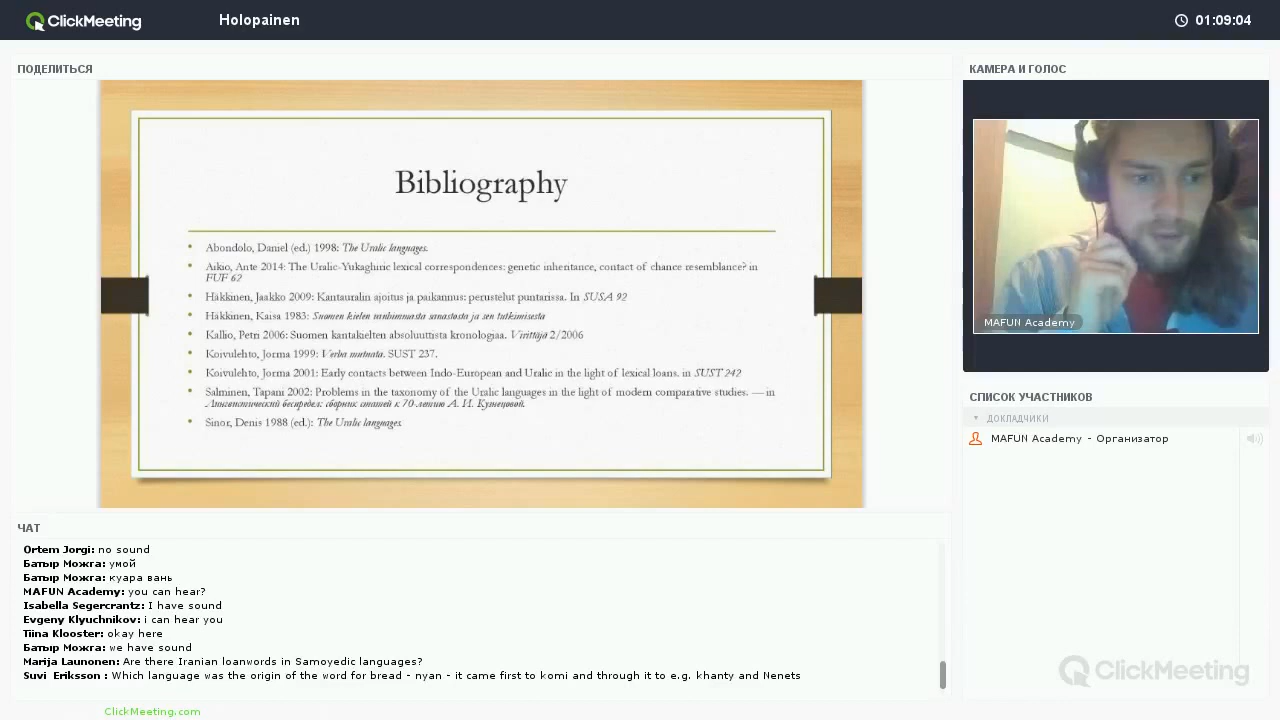 ClickMeeting
Holopainen
01:09:04
ПОДЕЛИТЬСЯ
Bibliography
• Abondolo, Daniel (ed.) 1998: The Uralic languages.
• Aikio, Ante 2014: The Uralic-Yukaghiric lexical correspondences: genetic inheritance, contact of chance resemblance? in
FUF 62
• Häkkinen, Jaakko 2009: Kantauralin ajoitus ja paikannus: perustelut puntarissa. In SUSA 92
• Häkkinen, Kaisa 1983: Suomen kielen vanhimmasta sanastosta ja sen tutkimisesta
• Kallio, Petri 2006: Suomen kantakielten absoluuttista kronologiaa. Virittäjä 2/2006
• Koivulehto, Jorma 1999: Verba mutuata. SUST 237.
• Koivulehto, Jorma 2001: Early contacts between Indo-European and Uralic in the light of lexical loans. in SUST 242
• Salminen, Tapani 2002: Problems in the taxonomy of the Uralic languages in the light of modern comparative studies. — in
Лингвистический беспредел: сборник статей к 70-летию А. И. Кузнецовой.
• Sinor, Denis 1988 (ed.): The Uralic languages
КАМЕРА И ГОЛОС
MAFUN Academy
СПИСОК УЧАСТНИКОВ
ДОКЛАДЧИКИ
MAFUN Academy - Организатор
ЧАТ
Ortem Jorgi: no sound
Батыр Можга: умой
Батыр Можга: куара вань
MAFUN Academy: you can hear?
Isabella Segercrantz: I have sound
Evgeny Klyuchnikov: i can hear you
Tiina Klooster: okay here
Батыр Можга: we have sound
Marija Launonen: Are there Iranian loanwords in Samoyedic languages?
Suvi Eriksson : Which language was the origin of the word for bread - nyan - it came first to komi and through it to e.g. khanty and Nenets
ClickMeeting
ClickMeeting.com